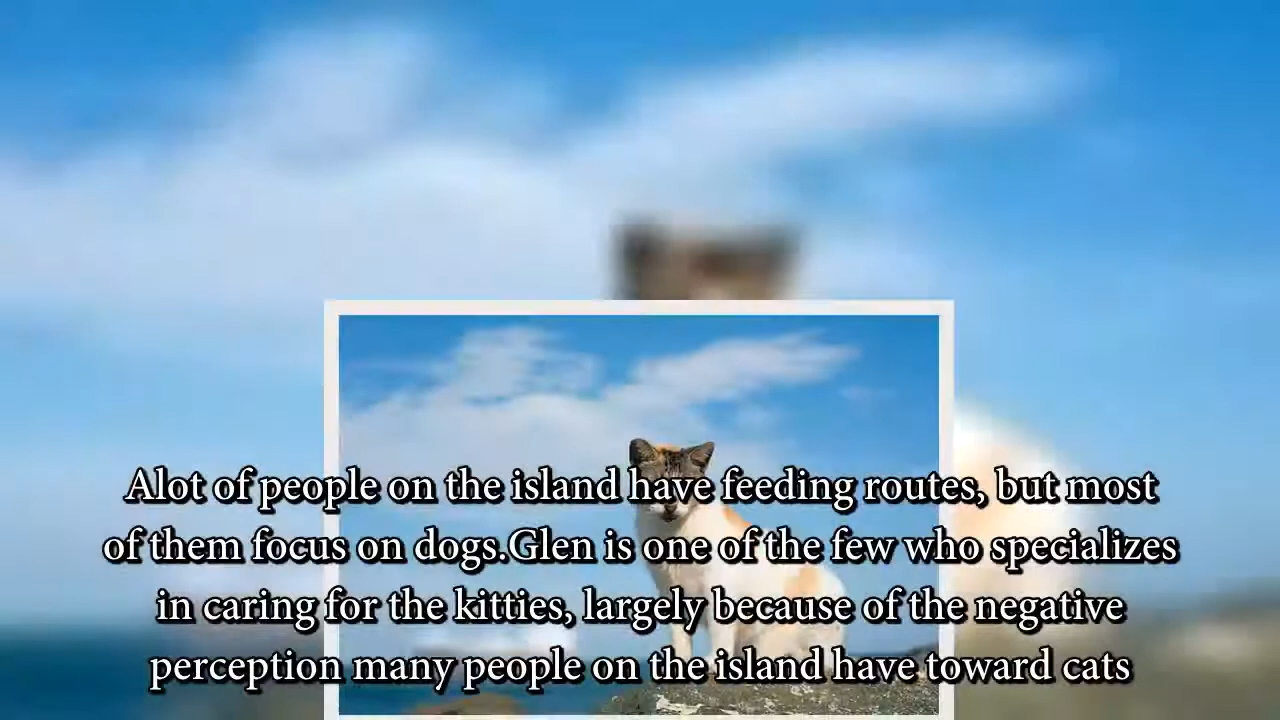 Alot of people on the island have feeding routes, but most
of them focus on dogs.Glen is one of the few who specializes
in caring for the kitties, largely because of the negative
perception many people on the island have toward cats